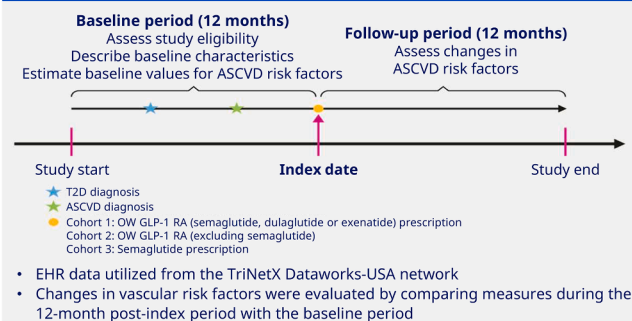 Baseline period (12 months)
Assess study eligibility
Describe baseline characteristics
Estimate baseline values for ASCVD risk factors
Follow-up period (12 months)
Assess changes in
ASCVD risk factors
Study start
Index date
Study end
T2D diagnosis
ASCVD diagnosis
Cohort 1: OW GLP-1 RA (semaglutide, dulaglutide or exenatide) prescription
Cohort 2: OW GLP-1 RA (excluding semaglutide)
Cohort 3: Semaglutide prescription
• EHR data utilized from the TriNetX Dataworks-USA network
• Changes in vascular risk factors were evaluated by comparing measures during the
12-month post-index period with the baseline period